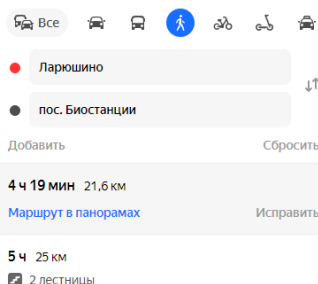 Все
Ларюшино
пос. Биостанции
Добавить Сбросить
4 ч 19 мин 21,6 км
Маршрут в панорамах Исправить
5 ч 25 км
2 лестницы